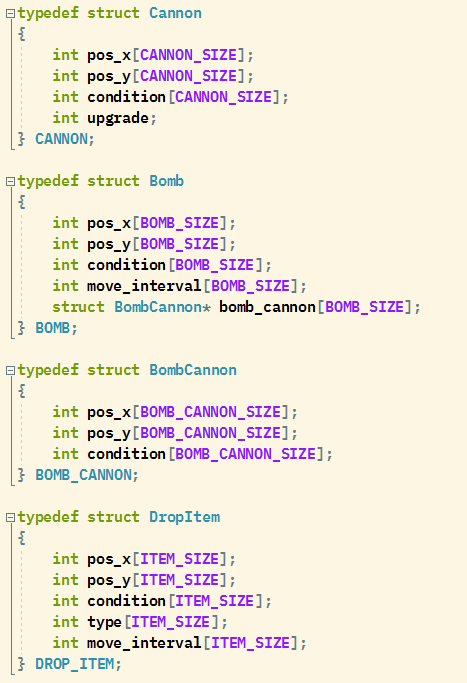 typedef struct Cannon
{
    int pos_x[CANNON_SIZE];
    int pos_y[CANNON_SIZE];
    int condition[CANNON_SIZE];
    int upgrade;
} CANNON;

typedef struct Bomb
{
    int pos_x[BOMB_SIZE];
    int pos_y[BOMB_SIZE];
    int condition[BOMB_SIZE];
    int move_interval[BOMB_SIZE];
    struct BombCannon* bomb_cannon[BOMB_SIZE];
} BOMB;

typedef struct BombCannon
{
    int pos_x[BOMB_CANNON_SIZE];
    int pos_y[BOMB_CANNON_SIZE];
    int condition[BOMB_CANNON_SIZE];
} BOMB_CANNON;

typedef struct DropItem
{
    int pos_x[ITEM_SIZE];
    int pos_y[ITEM_SIZE];
    int condition[ITEM_SIZE];
    int type[ITEM_SIZE];
    int move_interval[ITEM_SIZE];
} DROP_ITEM;